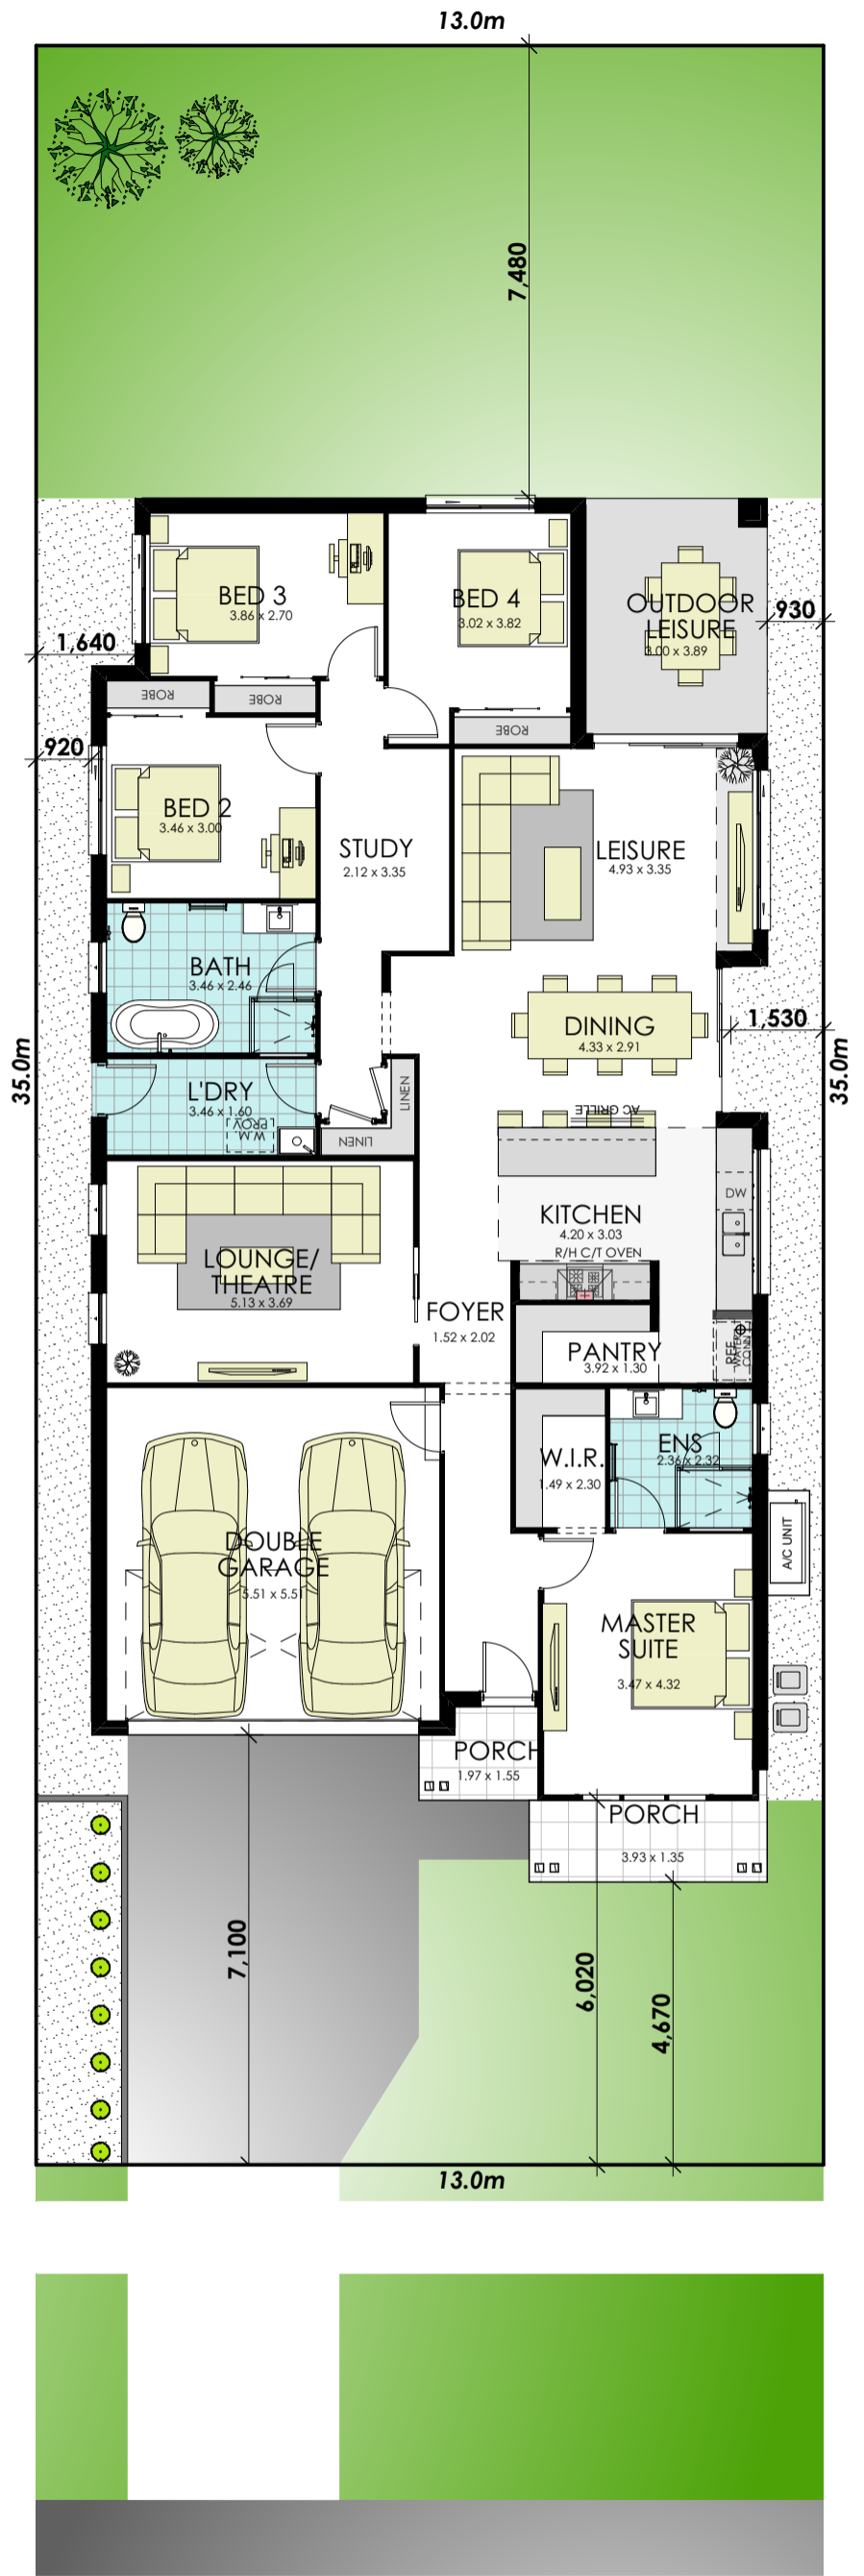 13.0m
7,480
BED 3
3.86 x 2.70
BED 4
3.02 x 3.82
OUTDOOR
LEISURE
3.00 x 3.89
930
1,640
ROBE
ROBE
ROBE
920
BED 2
3.46 x 3.00
STUDY
2.12 x 3.35
LEISURE
4.93 x 3.35
BATH
3.46 x 2.46
DINING
4.33 x 2.91
1,530
35.0m
35.0m
L'DRY
3.46 x 1.60
W.M.
PROV
LINEN
LINEN
AC GRILLE
KITCHEN
4.20 x 3.03
R/H C/T OVEN
DW
LOUNGE/
THEATRE
5.13 x 3.69
FOYER
1.52 x 2.02
PANTRY
3.92 x 1.30
REF
WATER
CONN
W.I.R.
1.49 x 2.30
ENS
2.36 x 2.32
A/C UNIT
DOUBLE
GARAGE
5.51 x 5.51
MASTER
SUITE
3.47 x 4.32
PORCH
1.97 x 1.55
PORCH
3.93 x 1.35
7,100
6,020
4,670
13.0m